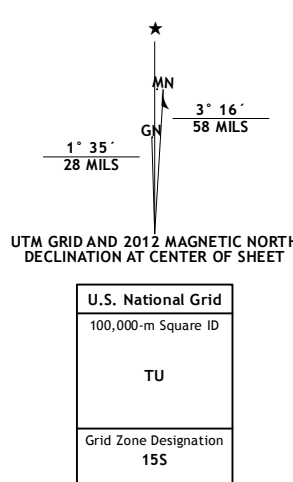 ★
MN
GN
3° 16´
58 MILS
1° 35´
28 MILS
UTM GRID AND 2012 MAGNETIC NORTH
DECLINATION AT CENTER OF SHEET
U.S. National Grid
100,000-m Square ID
TU
Grid Zone Designation
15S